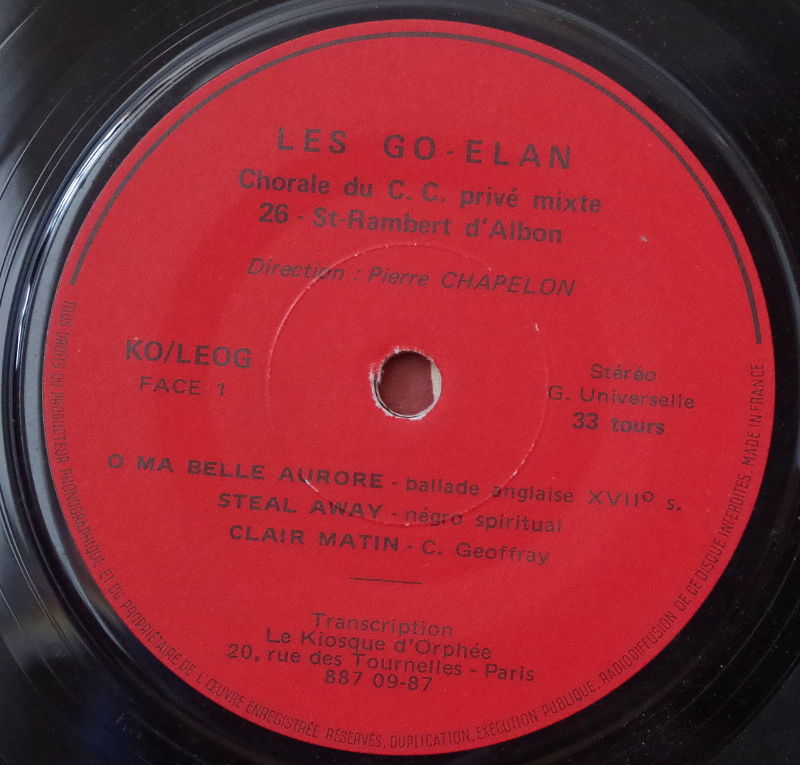 LES GO-ELAN
Chorale du C. C. privé mixte
26 - St-Rambert d'Albon
Direction : Pierre CHAPELON
KO/LEOG
FACE 1
Stéréo
G. Universelle
33 tours
O MA BELLE AURORE - ballade anglaise XVIIº s.
STEAL AWAY - négro spiritual
CLAIR MATIN - C. Geoffray
Transcription
Le Kiosque d'Orphée
20, rue des Tournelles - Paris
887 09-87
TOUS DROITS DU PRODUCTEUR PHONOGRAPHIQUE ET DU PROPRIÉTAIRE DE L'ŒUVRE ENREGISTRÉE RÉSERVÉS. DUPLICATION, EXÉCUTION PUBLIQUE, RADIODIFFUSION DE CE DISQUE INTERDITES. MADE IN FRANCE